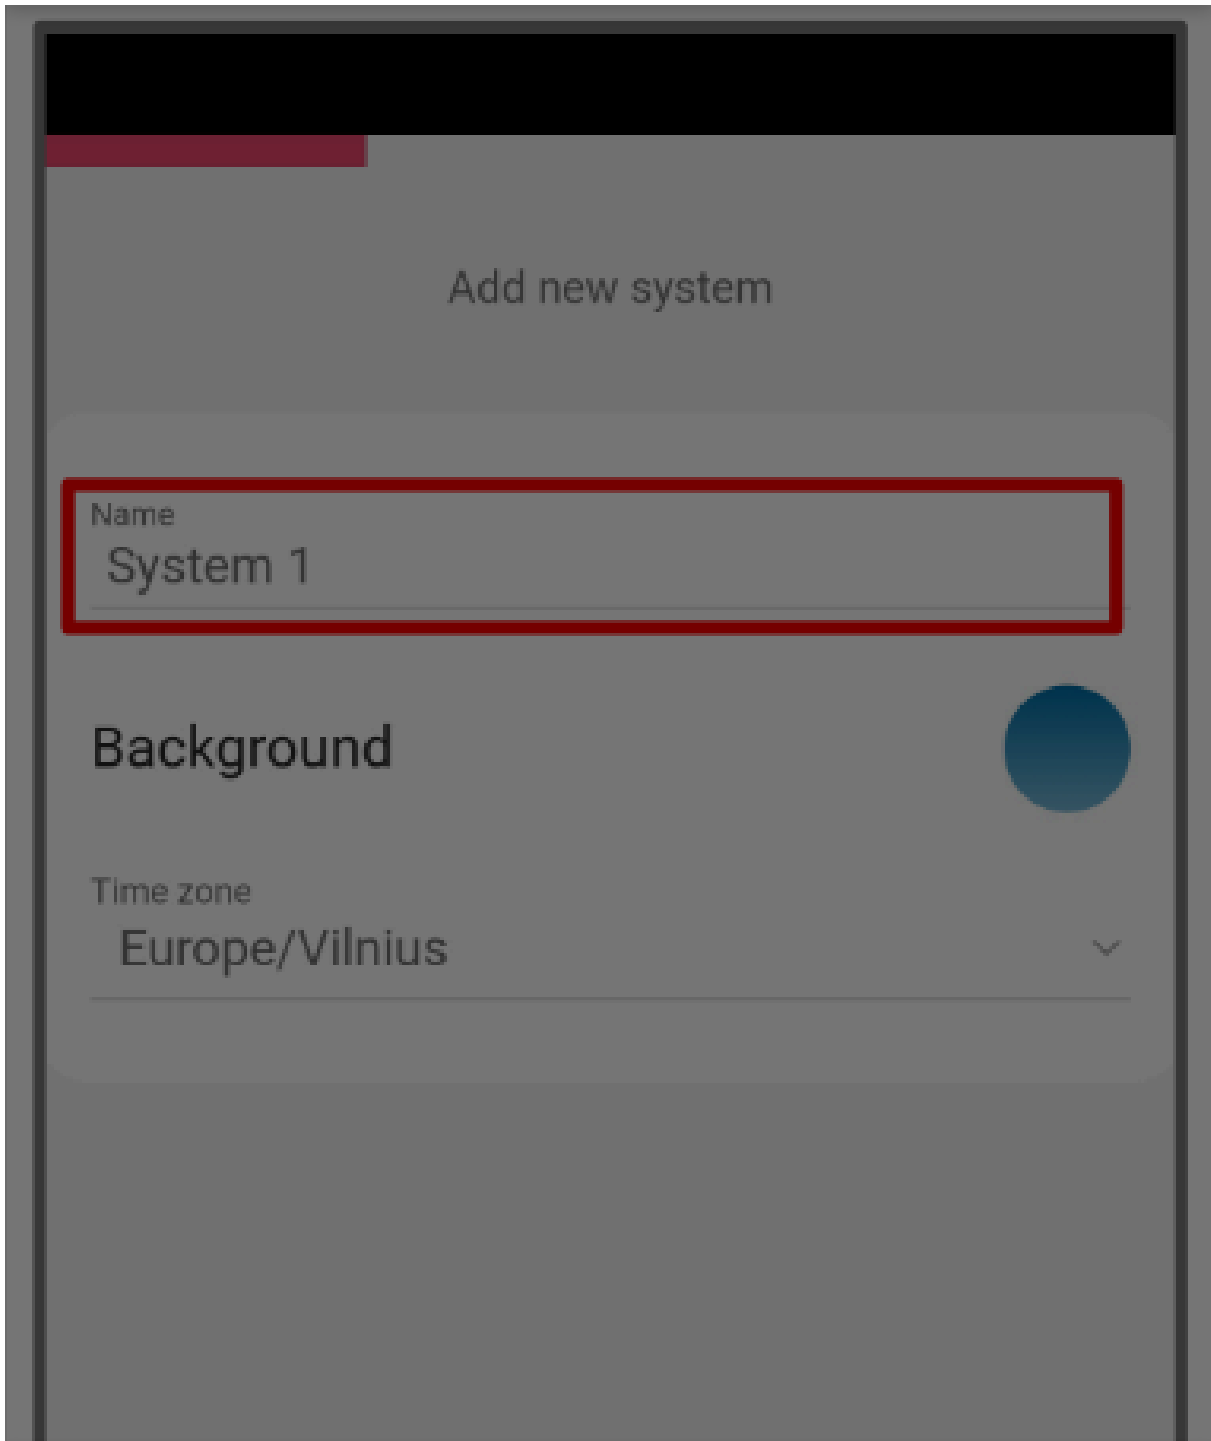 Add new system
Name
System 1
Background
Time zone
Europe/Vilnius